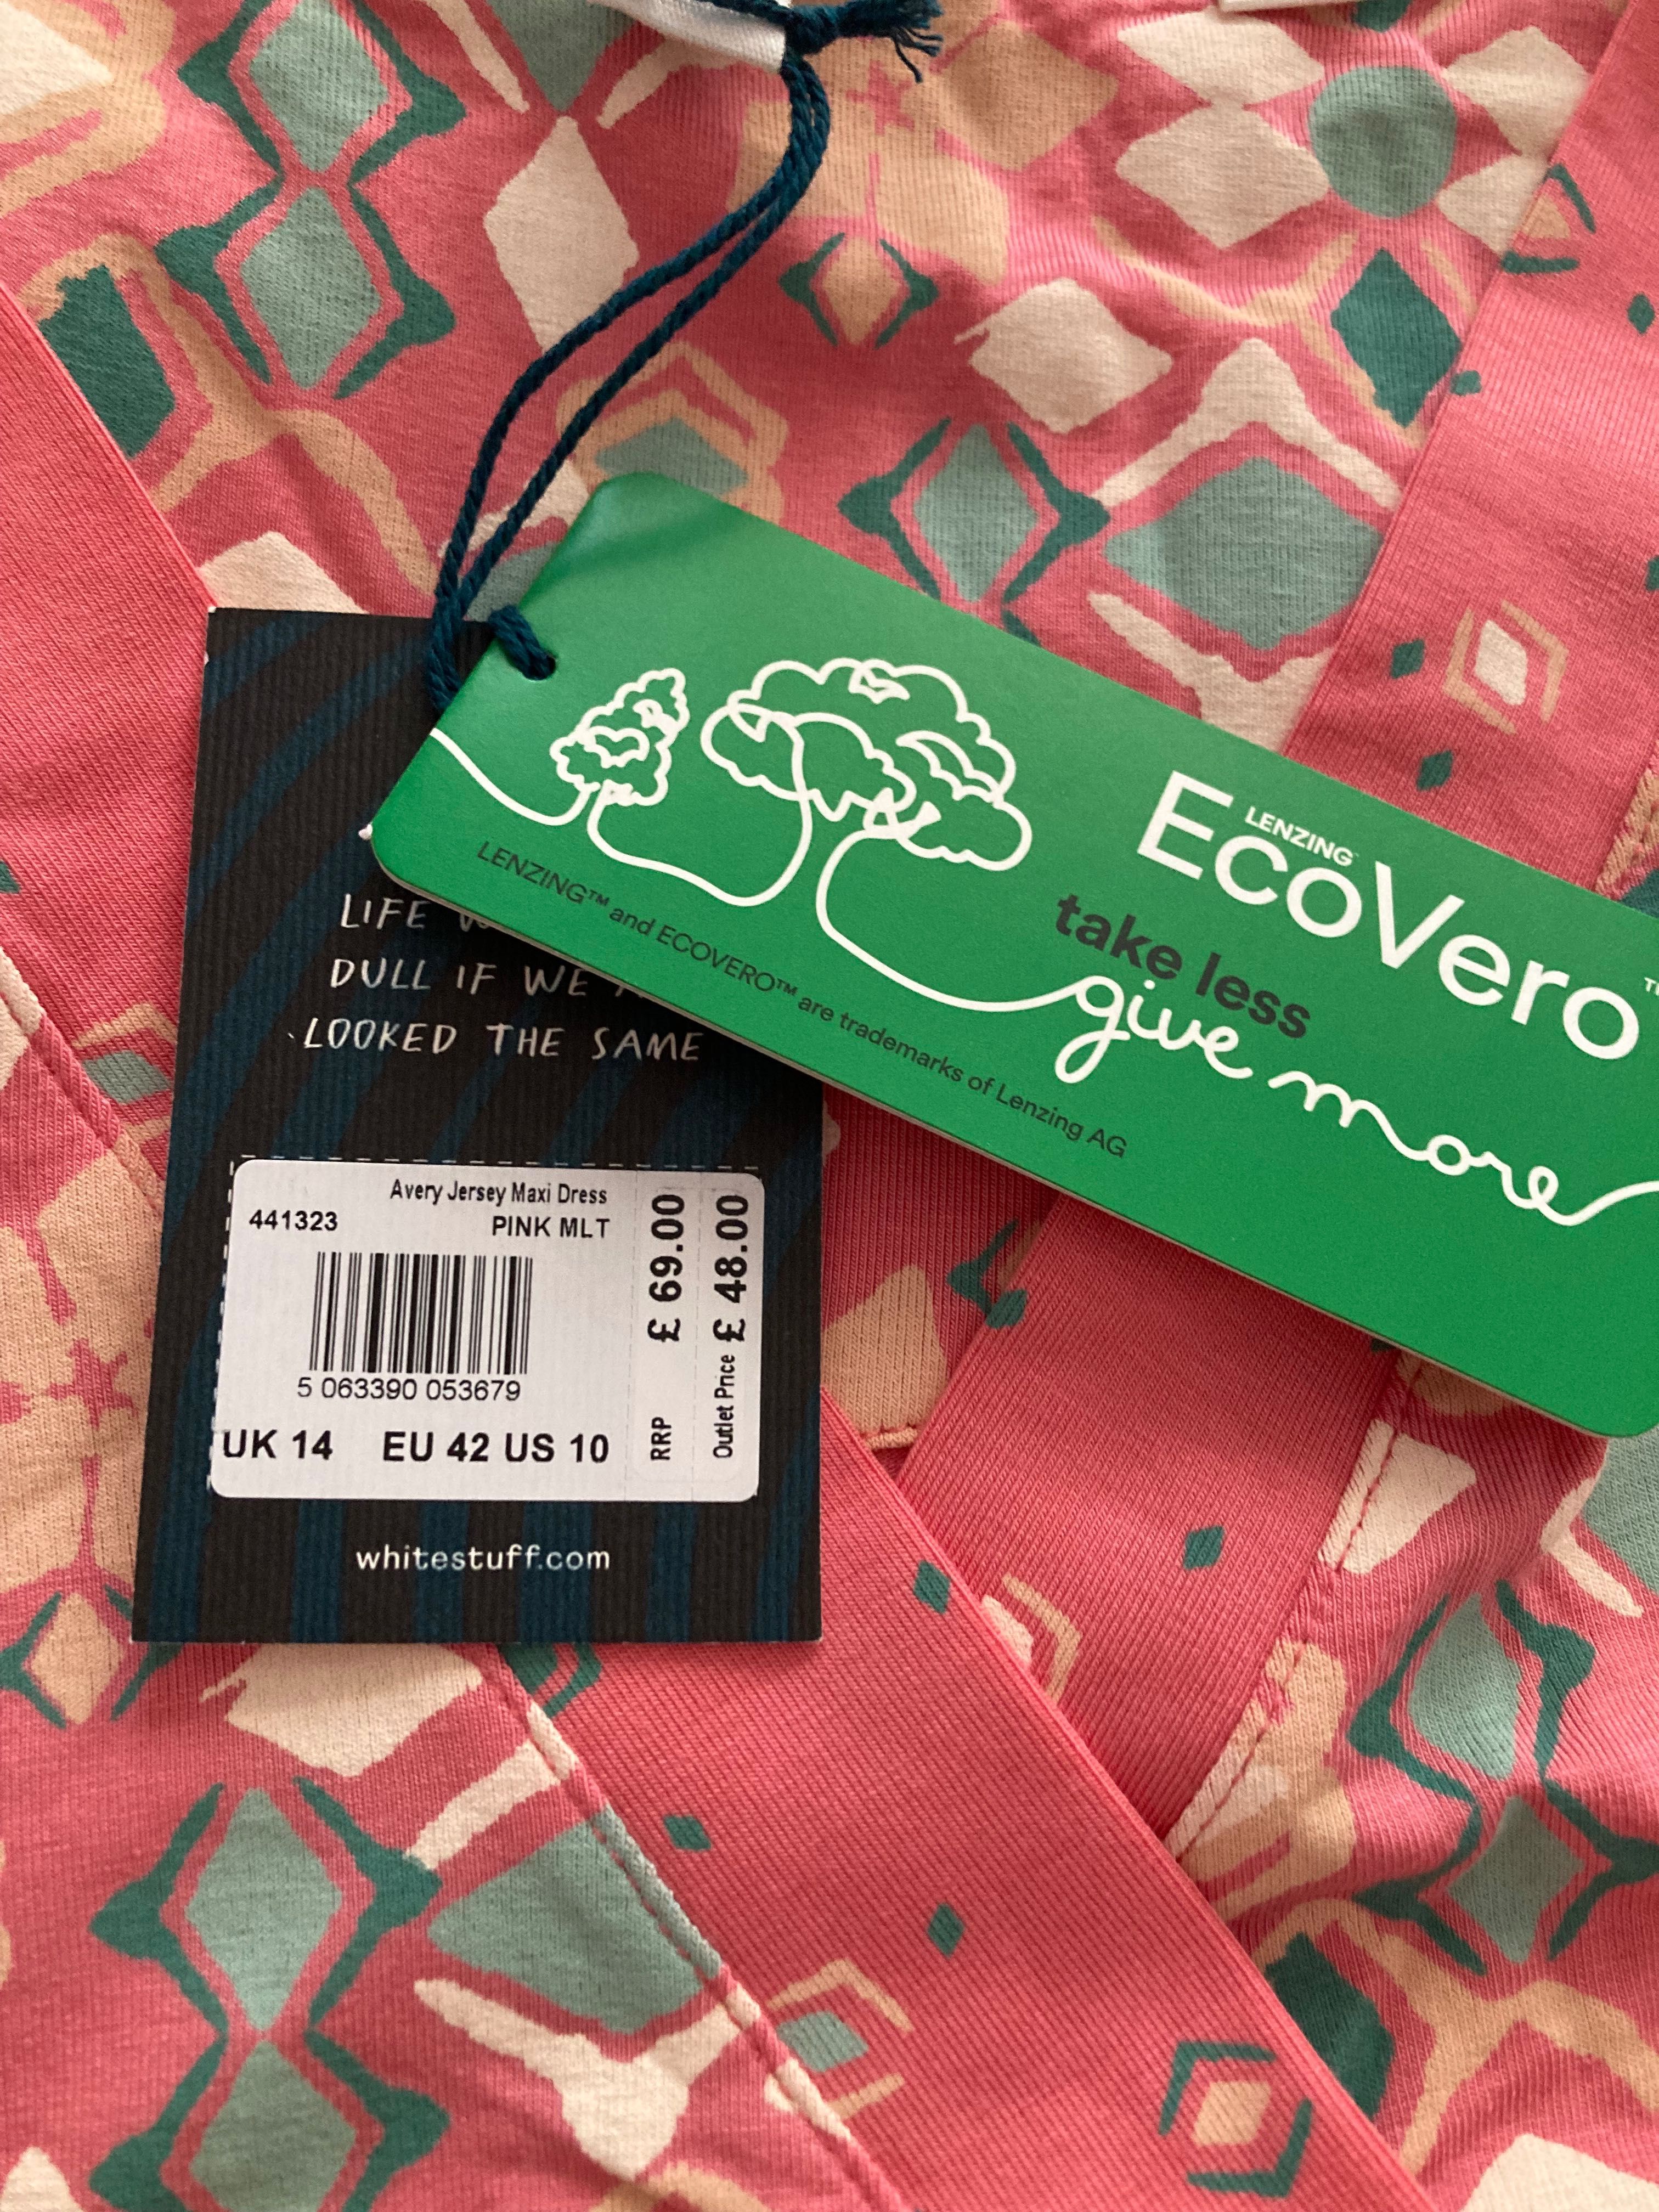 LENZING™
EcoVero™
take less
give more
LENZING™ and ECOVERO™ are trademarks of Lenzing AG
LIFE
DULL IF WE
LOOKED THE SAME
Avery Jersey Maxi Dress
441323 PINK MLT
5 063390 053679
UK 14 EU 42 US 10
RRP £ 69.00
Outlet Price £ 48.00
whitestuff.com